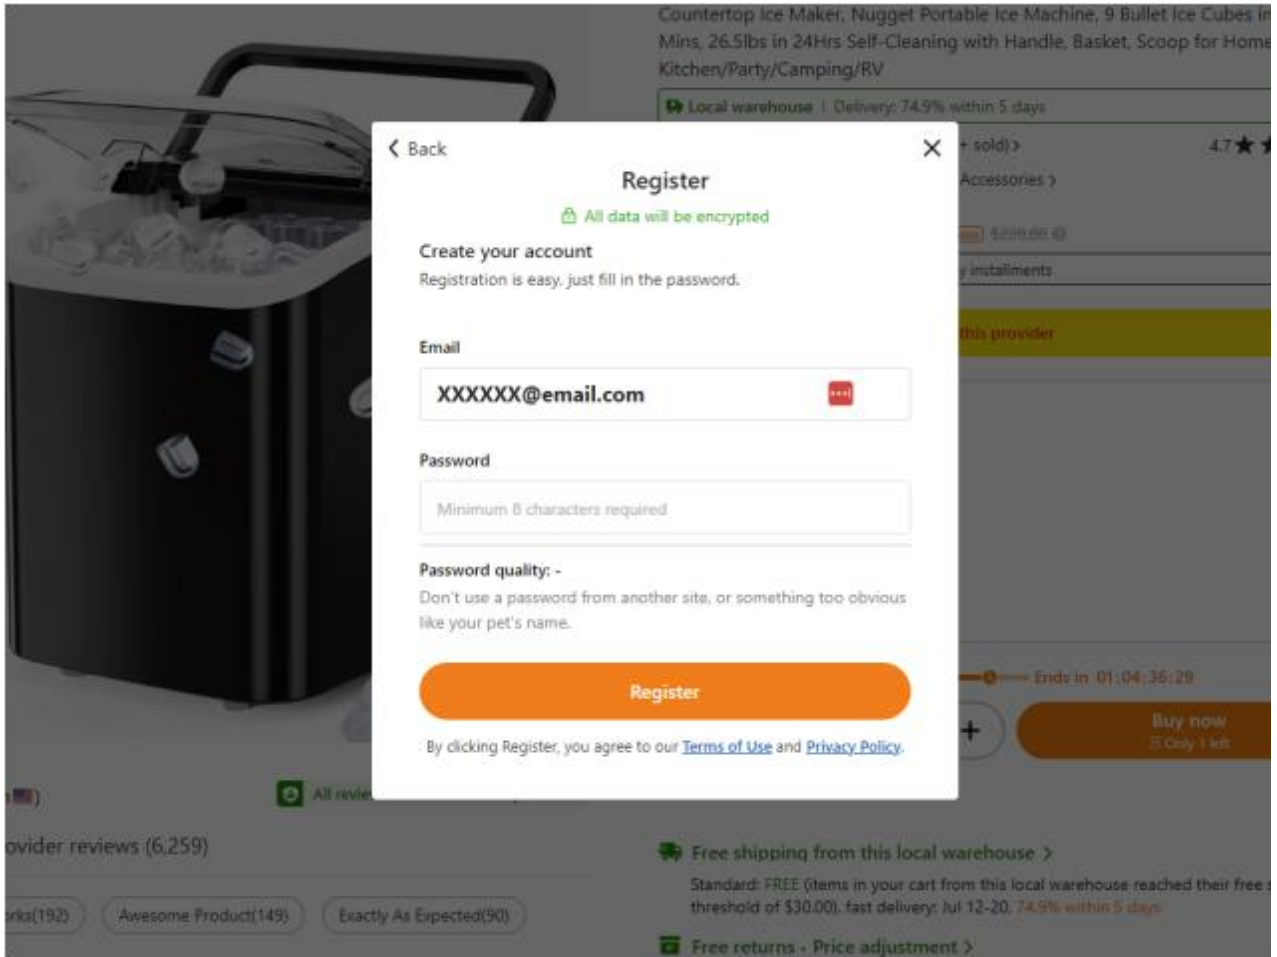 Countertop Ice Maker, Nugget Portable Ice Machine, 9 Bullet Ice Cubes in
Mins, 26.5lbs in 24Hrs Self-Cleaning with Handle, Basket, Scoop for Home
Kitchen/Party/Camping/RV
Local warehouse | Delivery: 74.9% within 5 days
sold) >
4.7
Accessories >
y installments
this provider
< Back
Register
All data will be encrypted
Create your account
Registration is easy, just fill in the password.
Email
XXXXXX@email.com
Password
Minimum 8 characters required
Password quality: -
Don't use a password from another site, or something too obvious
like your pet's name.
Register
By clicking Register, you agree to our Terms of Use and Privacy Policy.
Ends in 01:04:36:29
+
Buy now
Only 1 left
All revie
ovider reviews (6,259)
orks(192)
Awesome Product(149)
Exactly As Expected(90)
Free shipping from this local warehouse >
Standard: FREE (items in your cart from this local warehouse reached their free s
threshold of $30.00), fast delivery: Jul 12-20, 74.9% within 5 days
Free returns · Price adjustment >